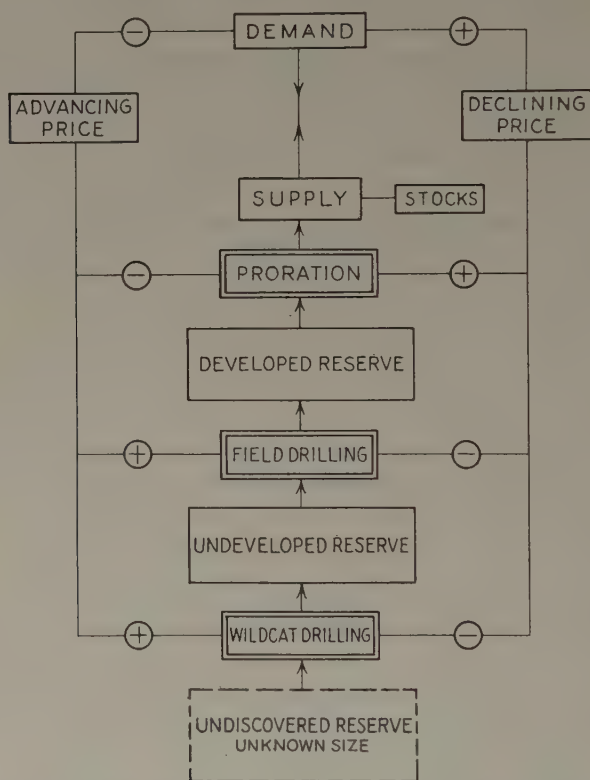 − DEMAND +
ADVANCING
PRICE
DECLINING
PRICE
SUPPLY STOCKS
− PRORATION +
DEVELOPED RESERVE
+ FIELD DRILLING −
UNDEVELOPED RESERVE
+ WILDCAT DRILLING −
UNDISCOVERED RESERVE
UNKNOWN SIZE